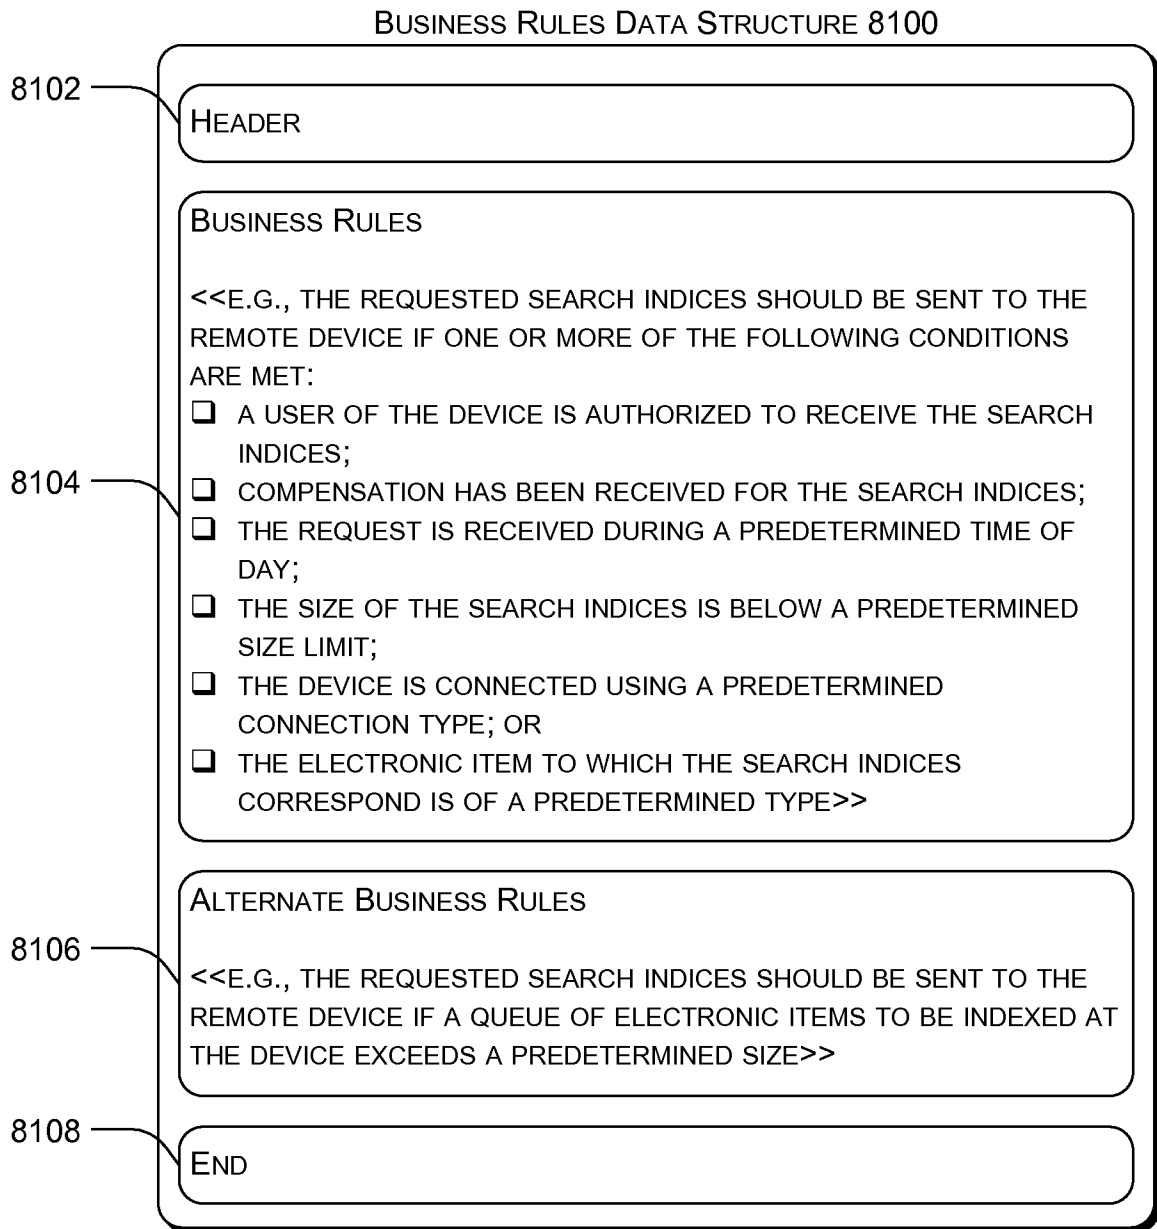 BUSINESS RULES DATA STRUCTURE 8100
8102
HEADER
BUSINESS RULES
<<E.G., THE REQUESTED SEARCH INDICES SHOULD BE SENT TO THE
REMOTE DEVICE IF ONE OR MORE OF THE FOLLOWING CONDITIONS
ARE MET:
❑ A USER OF THE DEVICE IS AUTHORIZED TO RECEIVE THE SEARCH
INDICES;
8104
❑ COMPENSATION HAS BEEN RECEIVED FOR THE SEARCH INDICES;
❑ THE REQUEST IS RECEIVED DURING A PREDETERMINED TIME OF
DAY;
❑ THE SIZE OF THE SEARCH INDICES IS BELOW A PREDETERMINED
SIZE LIMIT;
❑ THE DEVICE IS CONNECTED USING A PREDETERMINED
CONNECTION TYPE; OR
❑ THE ELECTRONIC ITEM TO WHICH THE SEARCH INDICES
CORRESPOND IS OF A PREDETERMINED TYPE>>
ALTERNATE BUSINESS RULES
8106
<<E.G., THE REQUESTED SEARCH INDICES SHOULD BE SENT TO THE
REMOTE DEVICE IF A QUEUE OF ELECTRONIC ITEMS TO BE INDEXED AT
THE DEVICE EXCEEDS A PREDETERMINED SIZE>>
8108
END